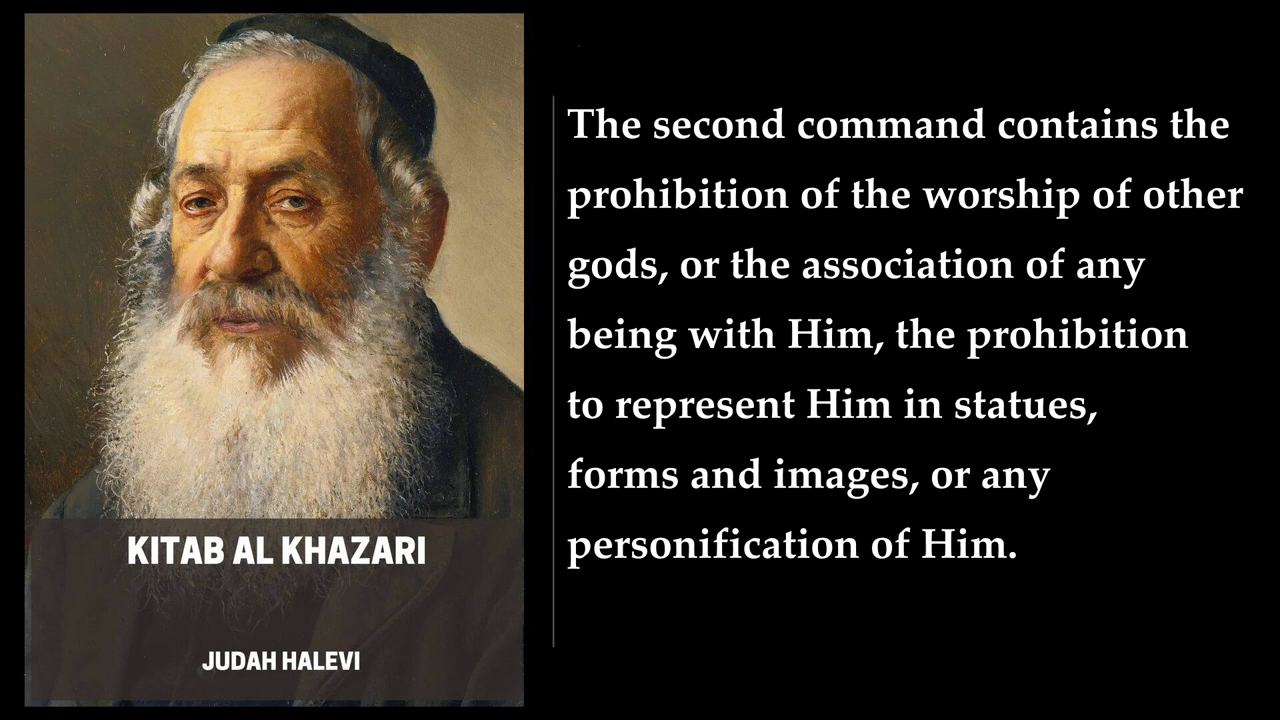 KITAB AL KHAZARI
JUDAH HALEVI
The second command contains the
prohibition of the worship of other
gods, or the association of any
being with Him, the prohibition
to represent Him in statues,
forms and images, or any
personification of Him.